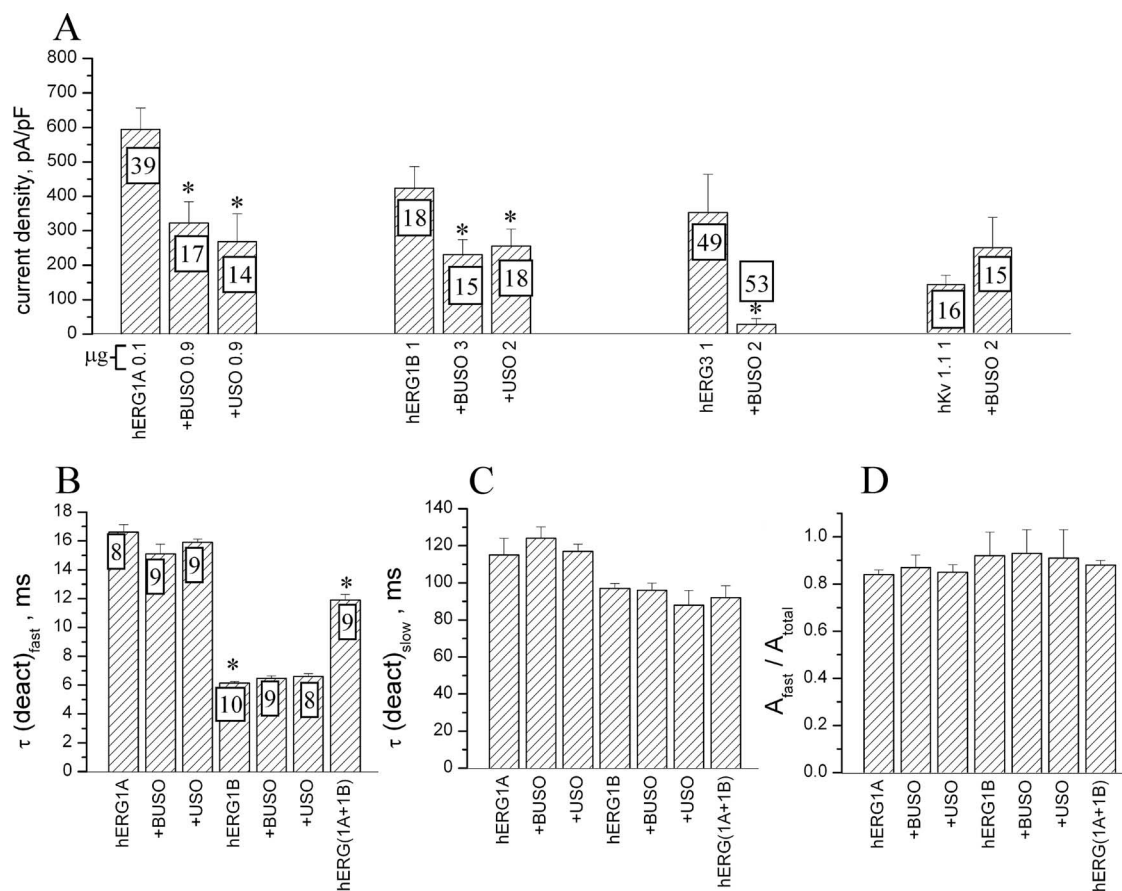 A
current density, pA/pF
800
700
600
500
400
300
200
100
0
39
*
17
*
14
18
*
15
*
18
49
53
*
16
15
μg
hERG1A 0.1
+BUSO 0.9
+USO 0.9
hERG1B 1
+BUSO 3
+USO 2
hERG3 1
+BUSO 2
hKv 1.1 1
+BUSO 2
B
τ (deact)fast , ms
18
16
14
12
10
8
6
4
2
0
8
9
9
*
10
9
8
*
9
hERG1A
+BUSO
+USO
hERG1B
+BUSO
+USO
hERG(1A+1B)
C
τ (deact)slow , ms
140
120
100
80
60
40
20
0
hERG1A
+BUSO
+USO
hERG1B
+BUSO
+USO
hERG(1A+1B)
D
Afast / Atotal
1.0
0.8
0.6
0.4
0.2
0.0
hERG1A
+BUSO
+USO
hERG1B
+BUSO
+USO
hERG(1A+1B)